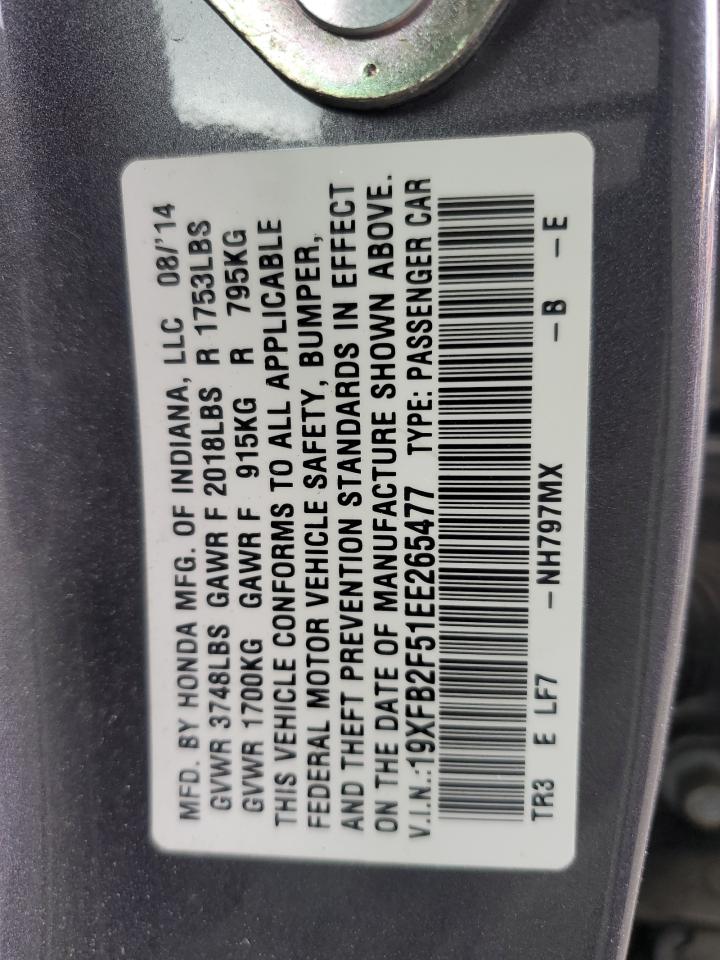 MFD. BY HONDA MFG. OF INDIANA, LLC 08/'14
GVWR 3748LBS GAWR F 2018LBS R 1753LBS
GVWR 1700KG GAWR F 915KG R 795KG
THIS VEHICLE CONFORMS TO ALL APPLICABLE
FEDERAL MOTOR VEHICLE SAFETY, BUMPER,
AND THEFT PREVENTION STANDARDS IN EFFECT
ON THE DATE OF MANUFACTURE SHOWN ABOVE.
V.I.N.:19XFB2F51EE265477 TYPE: PASSENGER CAR
TR3 E LF7 -NH797MX -B -E